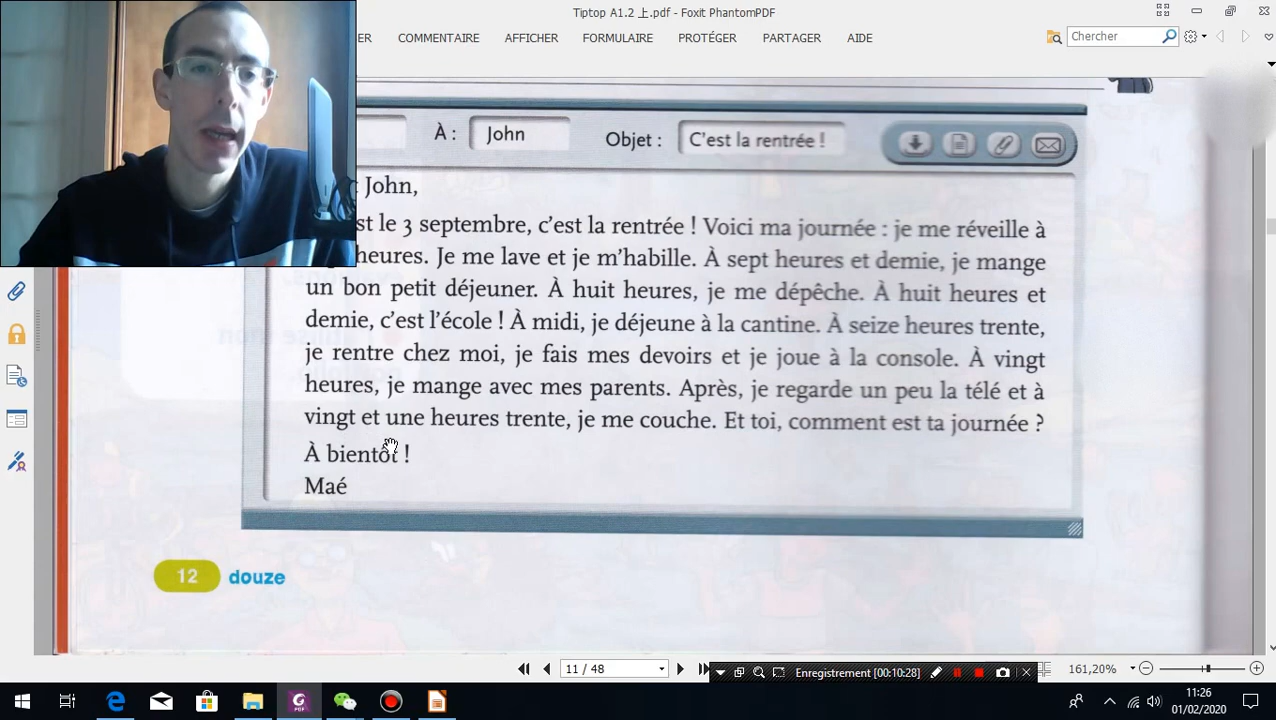 Tiptop A1.2 上.pdf - Foxit PhantomPDF
COMMENTAIRE AFFICHER FORMULAIRE PROTÉGER PARTAGER AIDE Chercher
À : John Objet : C'est la rentrée !
John,
le 3 septembre, c'est la rentrée ! Voici ma journée : je me réveille à
heures. Je me lave et je m'habille. À sept heures et demie, je mange
un bon petit déjeuner. À huit heures, je me dépêche. À huit heures et
demie, c'est l'école ! À midi, je déjeune à la cantine. À seize heures trente,
je rentre chez moi, je fais mes devoirs et je joue à la console. À vingt
heures, je mange avec mes parents. Après, je regarde un peu la télé et à
vingt et une heures trente, je me couche. Et toi, comment est ta journée ?
À bientôt !
Maé
12 douze
11 / 48
Enregistrement [00:10:28]
161,20%
11:26
01/02/2020